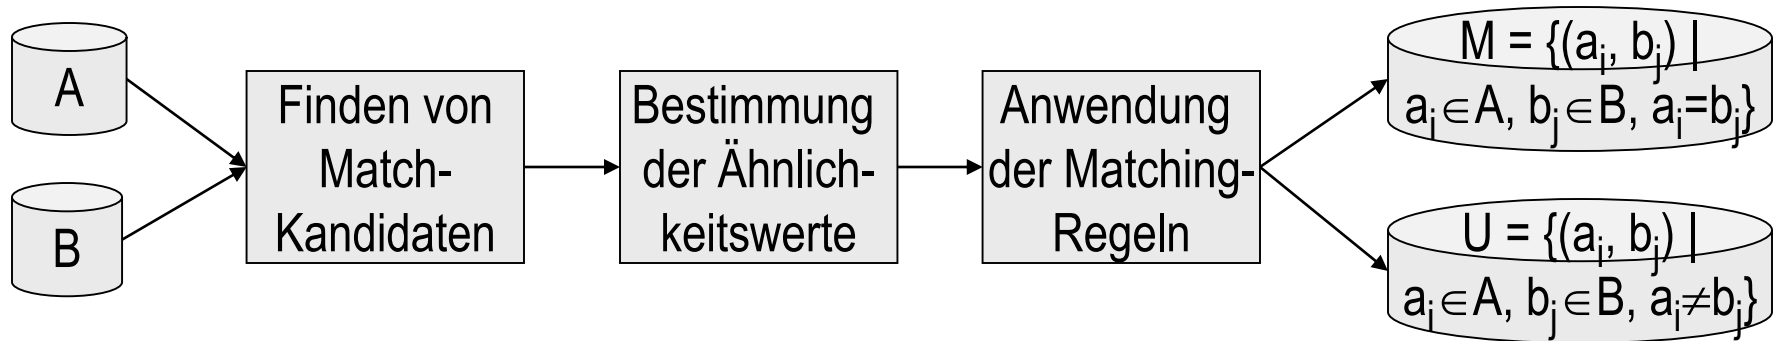 A
B
Finden von
Match-
Kandidaten
Bestimmung
der Ähnlich-
keitswerte
Anwendung
der Matching-
Regeln
M = {(aᵢ, bⱼ) |
aᵢ∈A, bⱼ∈B, aᵢ=bⱼ}
U = {(aᵢ, bⱼ) |
aᵢ∈A, bⱼ∈B, aᵢ≠bⱼ}